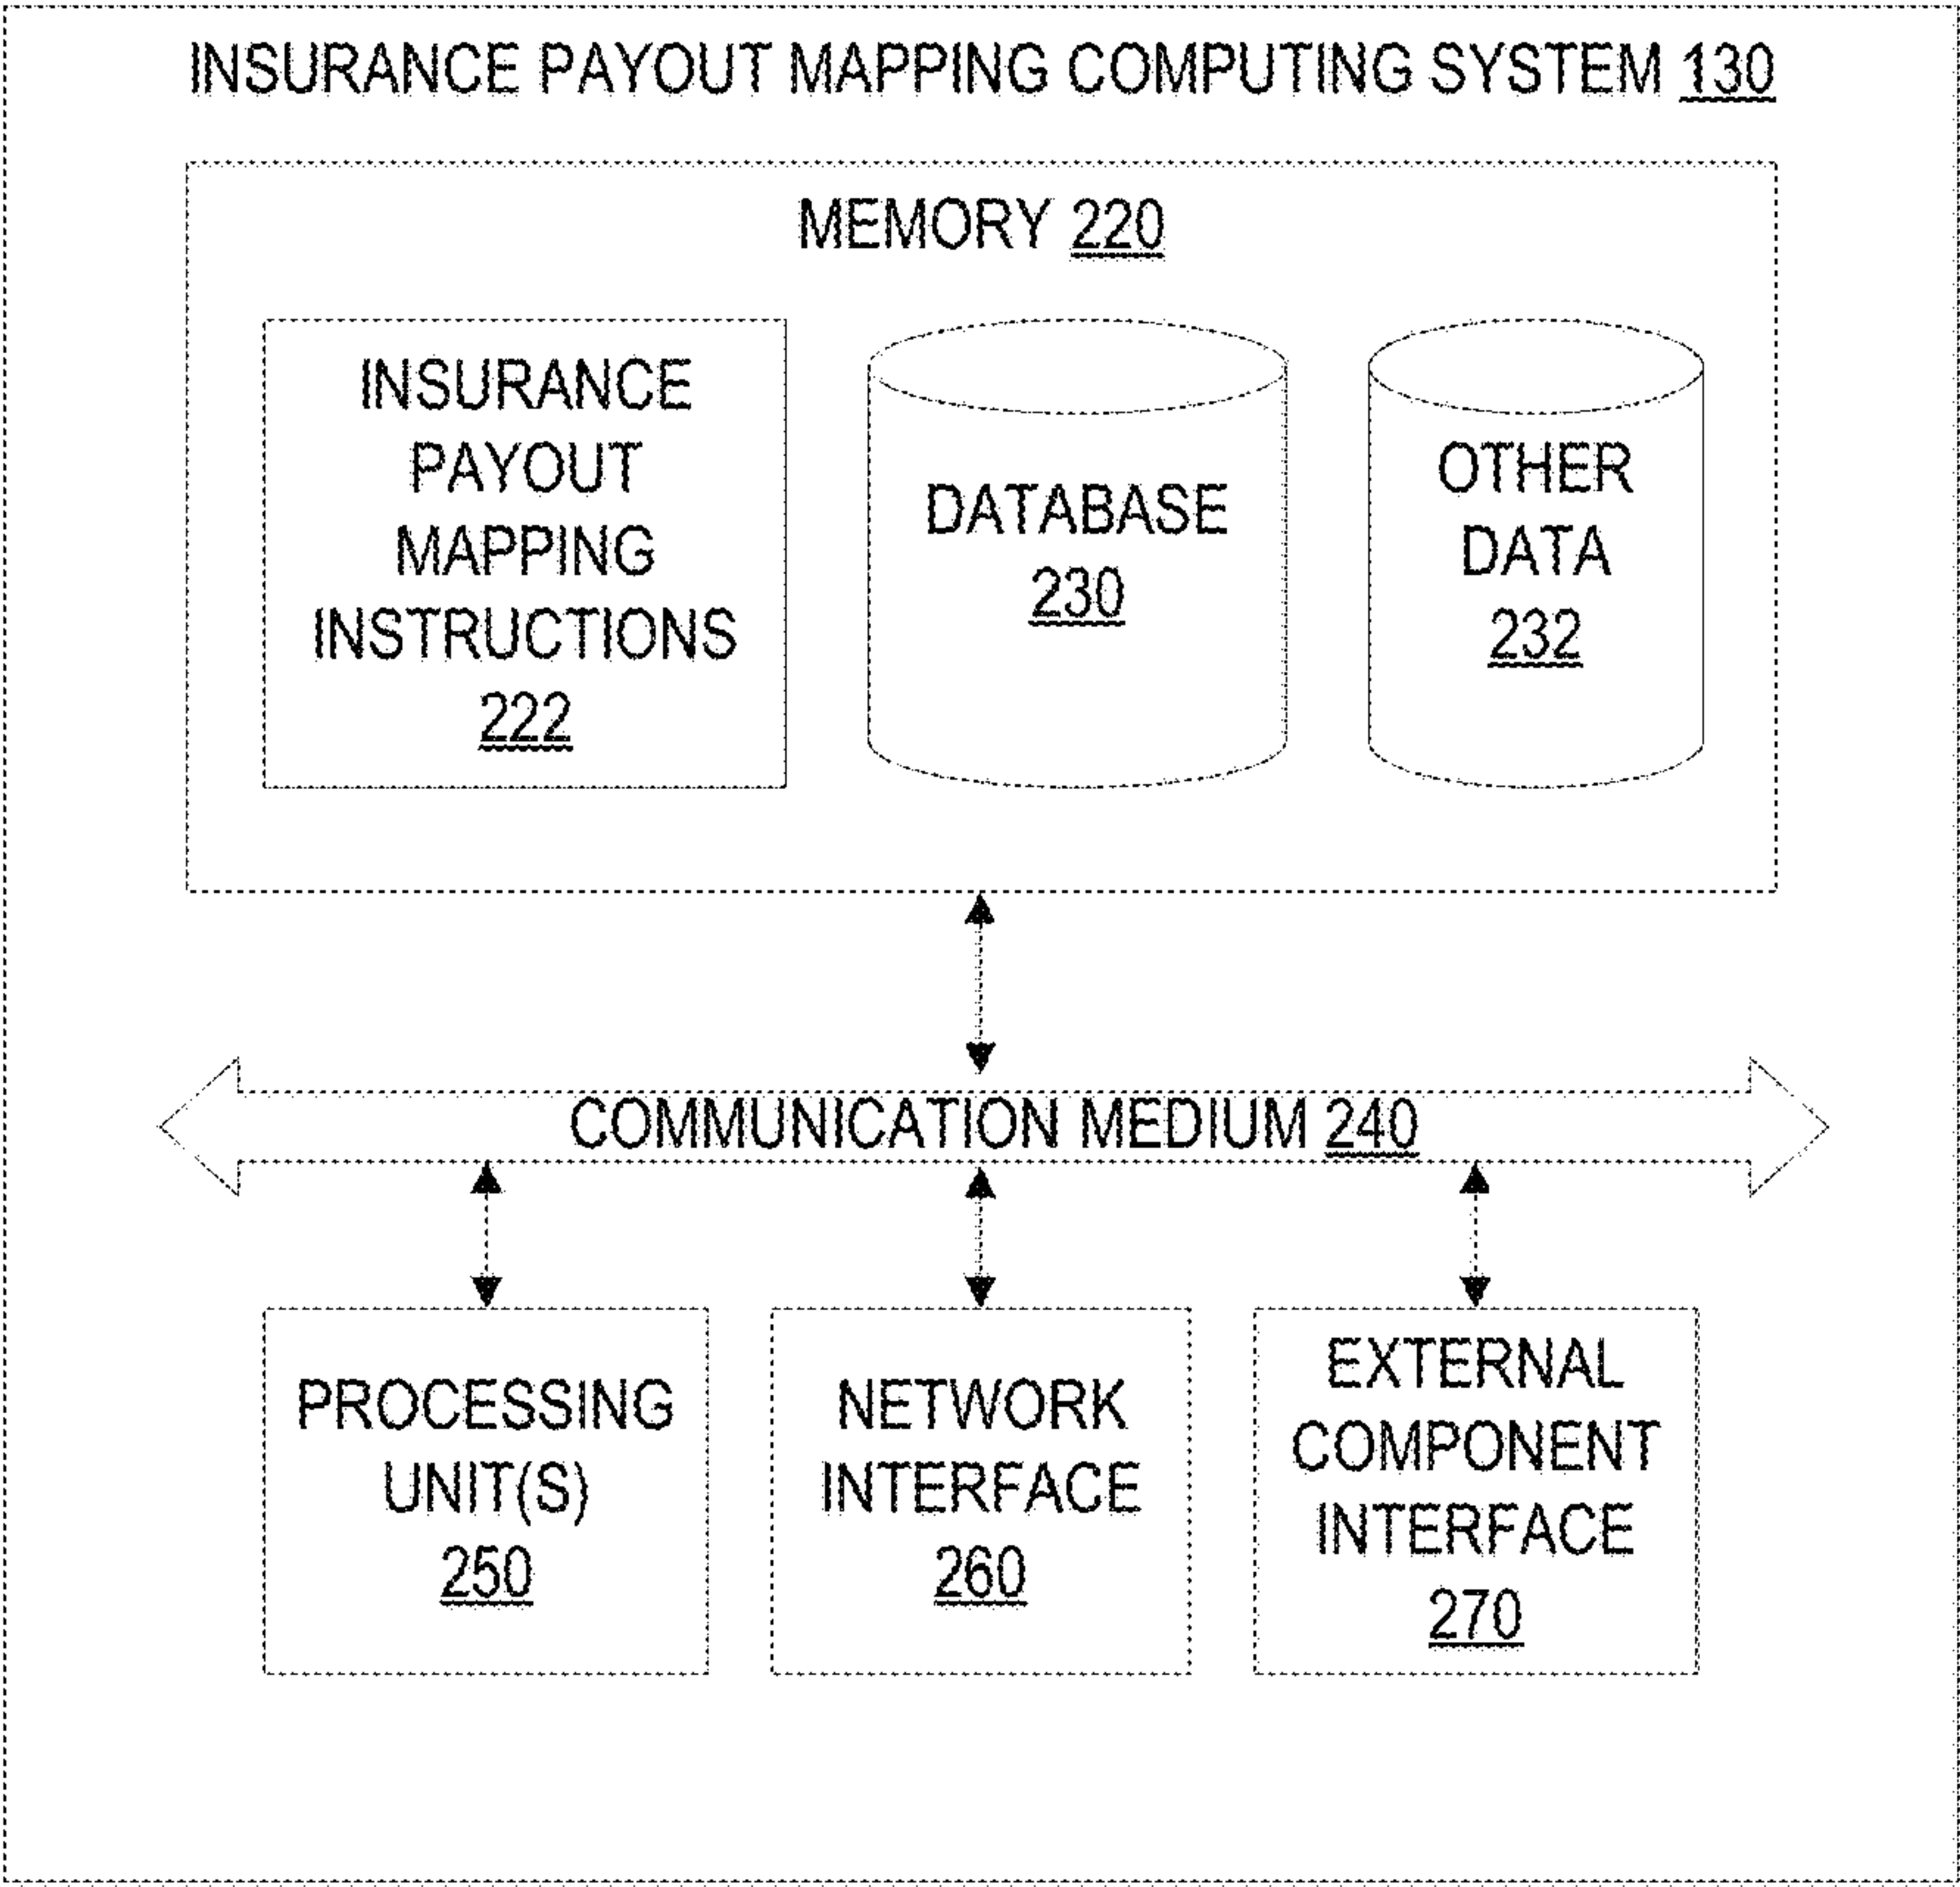 INSURANCE PAYOUT MAPPING COMPUTING SYSTEM 130
MEMORY 220
INSURANCE
PAYOUT
MAPPING
INSTRUCTIONS
222
DATABASE
230
OTHER
DATA
232
COMMUNICATION MEDIUM 240
PROCESSING
UNIT(S)
250
NETWORK
INTERFACE
260
EXTERNAL
COMPONENT
INTERFACE
270